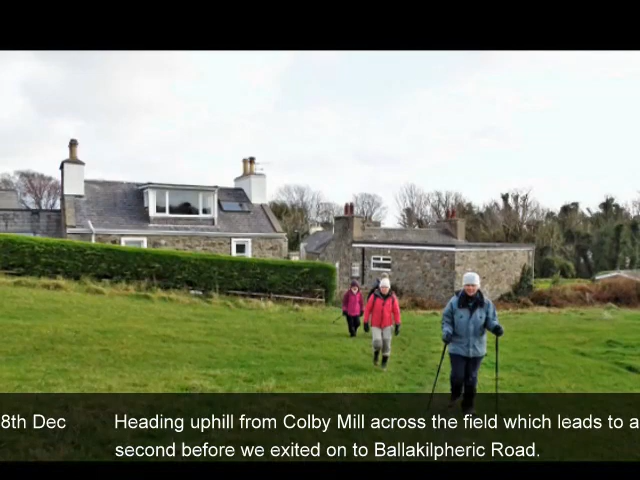 8th Dec Heading uphill from Colby Mill across the field which leads to a
second before we exited on to Ballakilpheric Road.